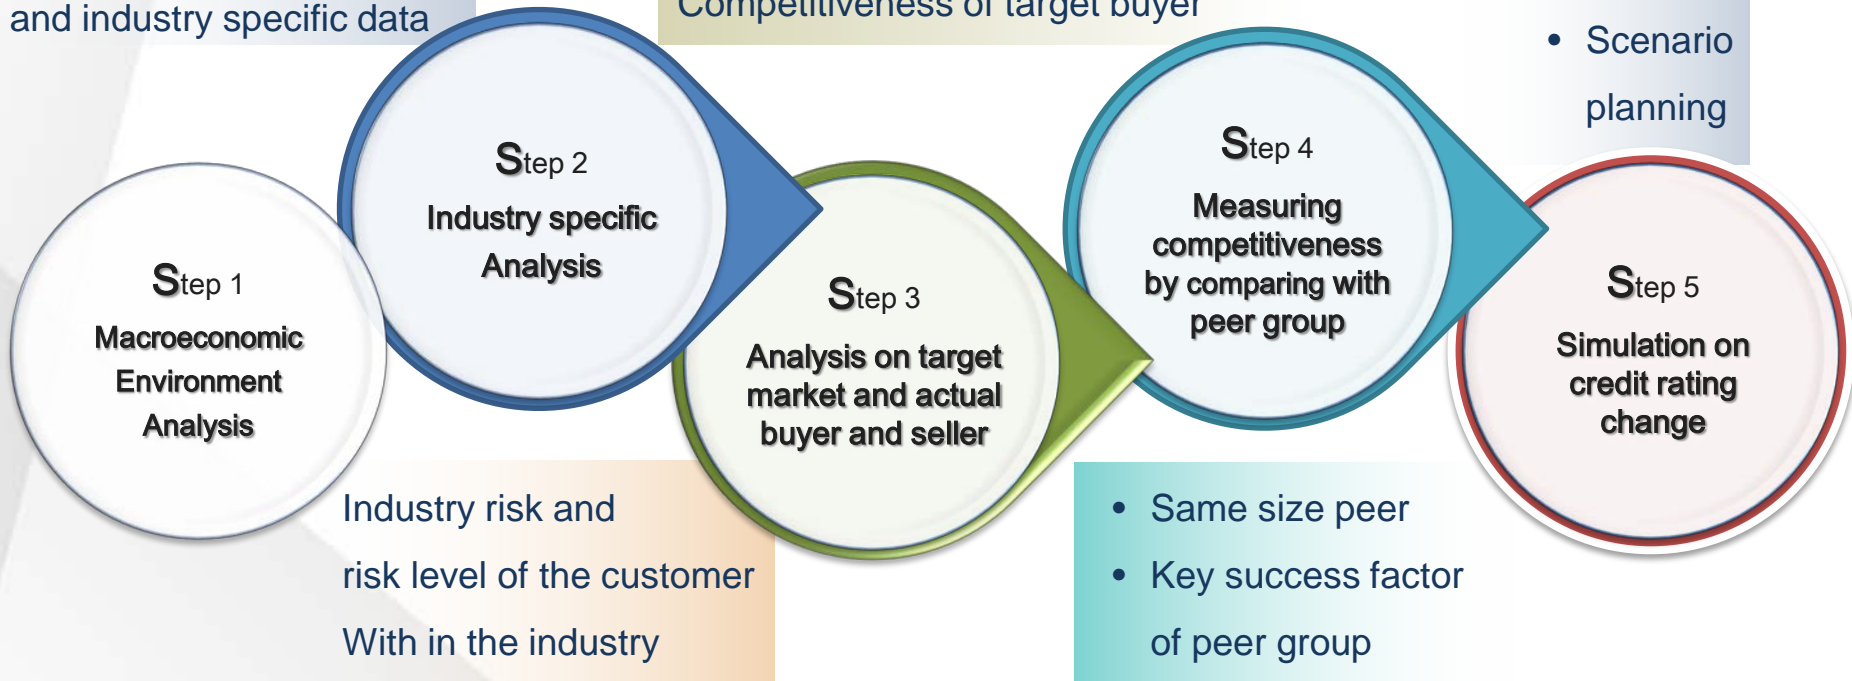 and industry specific data
Competitiveness of target buyer
• Scenario
planning
Step 1
Macroeconomic
Environment
Analysis
Step 2
Industry specific
Analysis
Step 3
Analysis on target
market and actual
buyer and seller
Step 4
Measuring
competitiveness
by comparing with
peer group
Step 5
Simulation on
credit rating
change
Industry risk and
risk level of the customer
With in the industry
• Same size peer
• Key success factor
of peer group